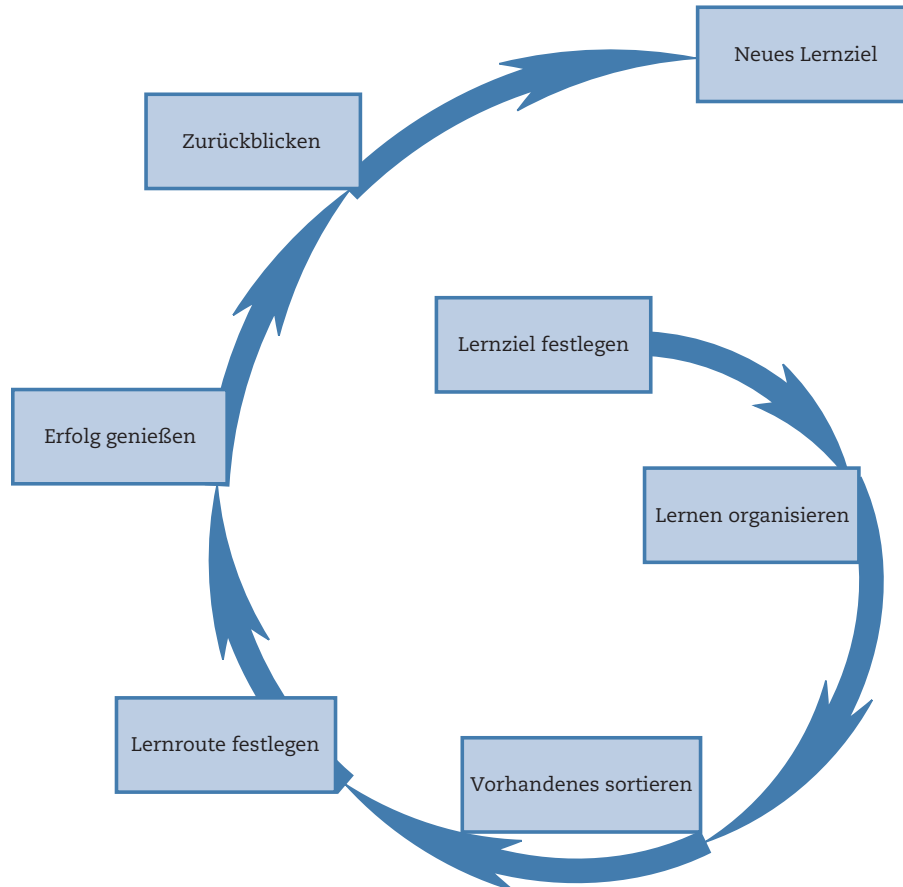 Neues Lernziel
Zurückblicken
Lernziel festlegen
Erfolg genießen
Lernen organisieren
Lernroute festlegen
Vorhandenes sortieren